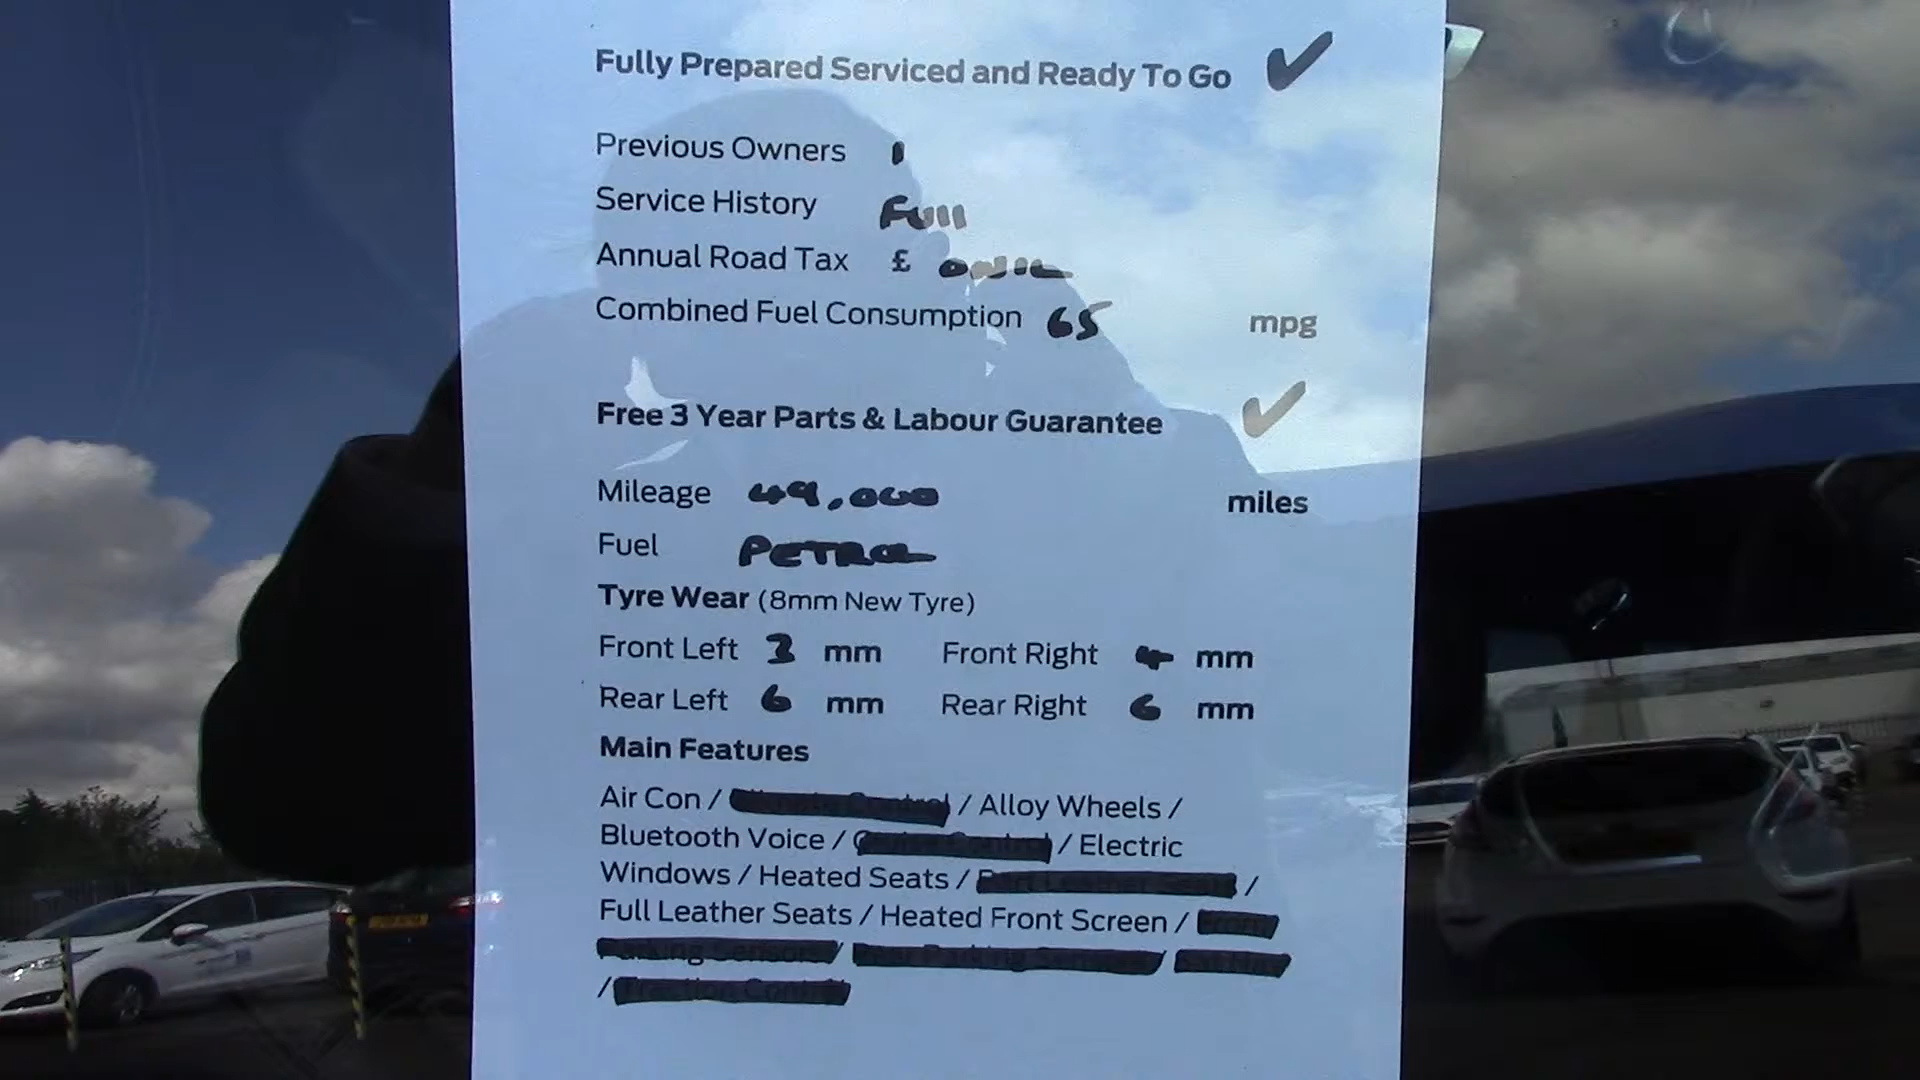 Fully Prepared Serviced and Ready To Go ✓
Previous Owners 1
Service History Full
Annual Road Tax £
Combined Fuel Consumption 65 mpg
Free 3 Year Parts & Labour Guarantee ✓
Mileage 49,000 miles
Fuel PETROL
Tyre Wear (8mm New Tyre)
Front Left 3 mm Front Right 4 mm
Rear Left 6 mm Rear Right 6 mm
Main Features
Air Con / / Alloy Wheels /
Bluetooth Voice / / Electric
Windows / Heated Seats / /
Full Leather Seats / Heated Front Screen /
/ /
/